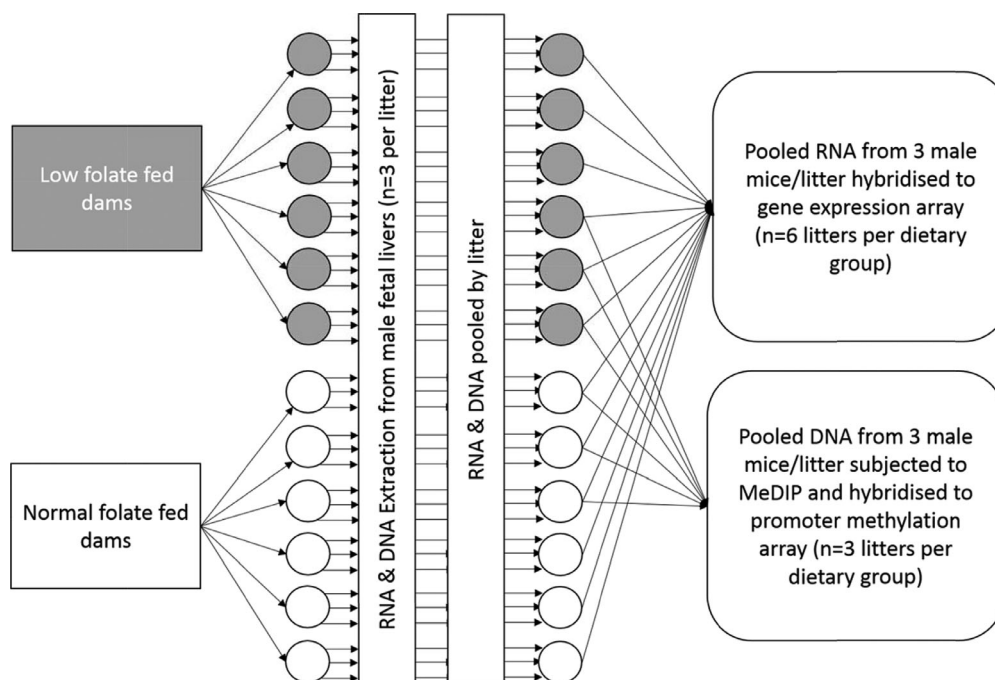 Low folate fed
dams
Normal folate fed
dams
RNA & DNA Extraction from male fetal livers (n=3 per litter)
RNA & DNA pooled by litter
Pooled RNA from 3 male
mice/litter hybridised to
gene expression array
(n=6 litters per dietary
group)
Pooled DNA from 3 male
mice/litter subjected to
MeDIP and hybridised to
promoter methylation
array (n=3 litters per
dietary group)